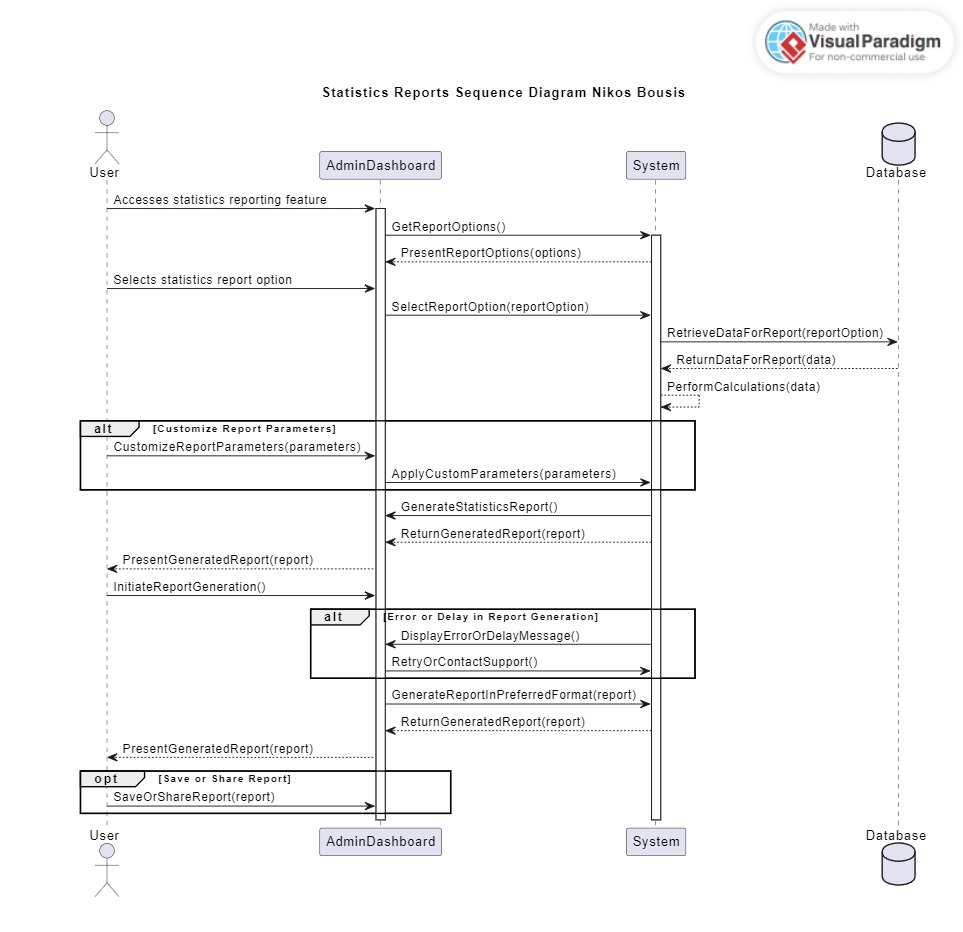 Made with
VisualParadigm
For non-commercial use
Statistics Reports Sequence Diagram Nikos Bousis
User
AdminDashboard
System
Database
Accesses statistics reporting feature
GetReportOptions()
PresentReportOptions(options)
Selects statistics report option
SelectReportOption(reportOption)
RetrieveDataForReport(reportOption)
ReturnDataForReport(data)
PerformCalculations(data)
alt [Customize Report Parameters]
CustomizeReportParameters(parameters)
ApplyCustomParameters(parameters)
GenerateStatisticsReport()
ReturnGeneratedReport(report)
PresentGeneratedReport(report)
InitiateReportGeneration()
alt [Error or Delay in Report Generation]
DisplayErrorOrDelayMessage()
RetryOrContactSupport()
GenerateReportInPreferredFormat(report)
ReturnGeneratedReport(report)
PresentGeneratedReport(report)
opt [Save or Share Report]
SaveOrShareReport(report)
User
AdminDashboard
System
Database